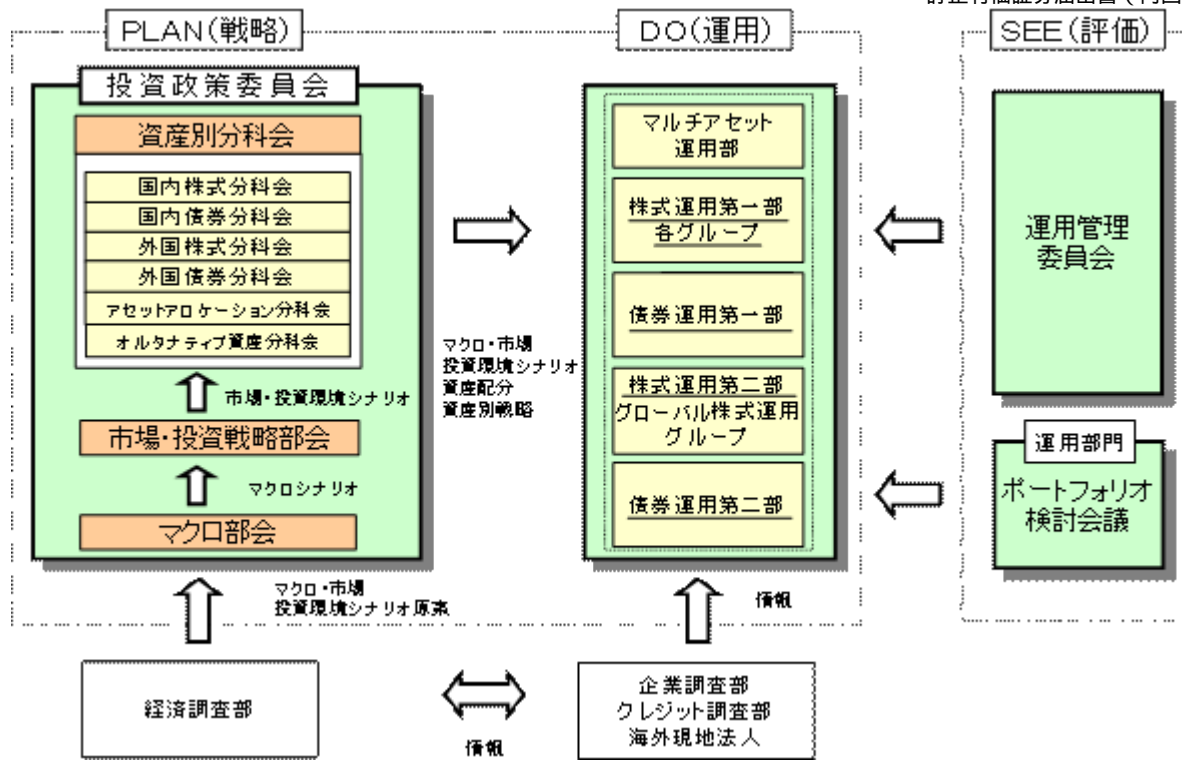 訂正有価証券届出書(内国
PLAN(戦略)
投資政策委員会
資産別分科会
国内株式分科会
国内債券分科会
外国株式分科会
外国債券分科会
アセットアロケーション分科会
オルタナティブ資産分科会
市場・投資環境シナリオ
市場・投資戦略部会
マクロシナリオ
マクロ部会
マクロ・市場
投資環境シナリオ原案
経済調査部
マクロ・市場
投資環境シナリオ
資産配分
資産別戦略
DO(運用)
マルチアセット
運用部
株式運用第一部
各グループ
債券運用第一部
株式運用第二部
グローバル株式運用
グループ
債券運用第二部
情報
情報
企業調査部
クレジット調査部
海外現地法人
SEE(評価)
運用管理
委員会
運用部門
ポートフォリオ
検討会議